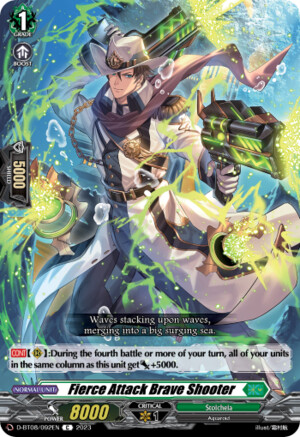 1
GRADE
BOOST
5000
SHIELD
Waves stacking upon waves,
merging into a big surging sea.
CONT :During the fourth battle or more of your turn, all of your units
in the same column as this unit get +5000.
NORMAL UNIT
Fierce Attack Brave Shooter
POWER 8000
CRITICAL
1
Stoicheia
Aquaroid
D-BT08/092EN C 2023